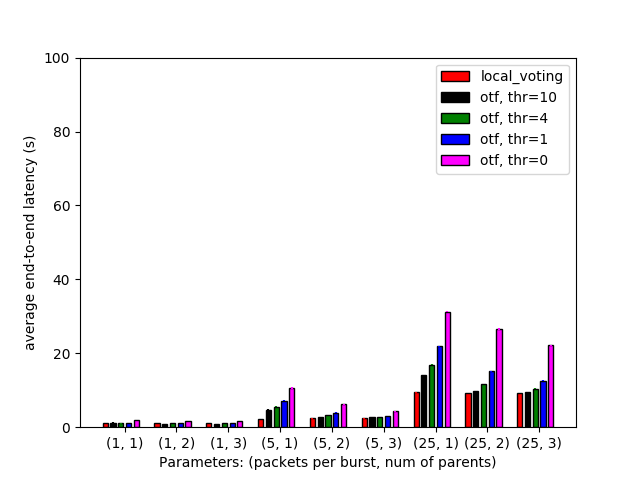 100
80
60
40
20
0
average end-to-end latency (s)
local_voting
otf, thr=10
otf, thr=4
otf, thr=1
otf, thr=0
(1, 1) (1, 2) (1, 3) (5, 1) (5, 2) (5, 3) (25, 1) (25, 2) (25, 3)
Parameters: (packets per burst, num of parents)